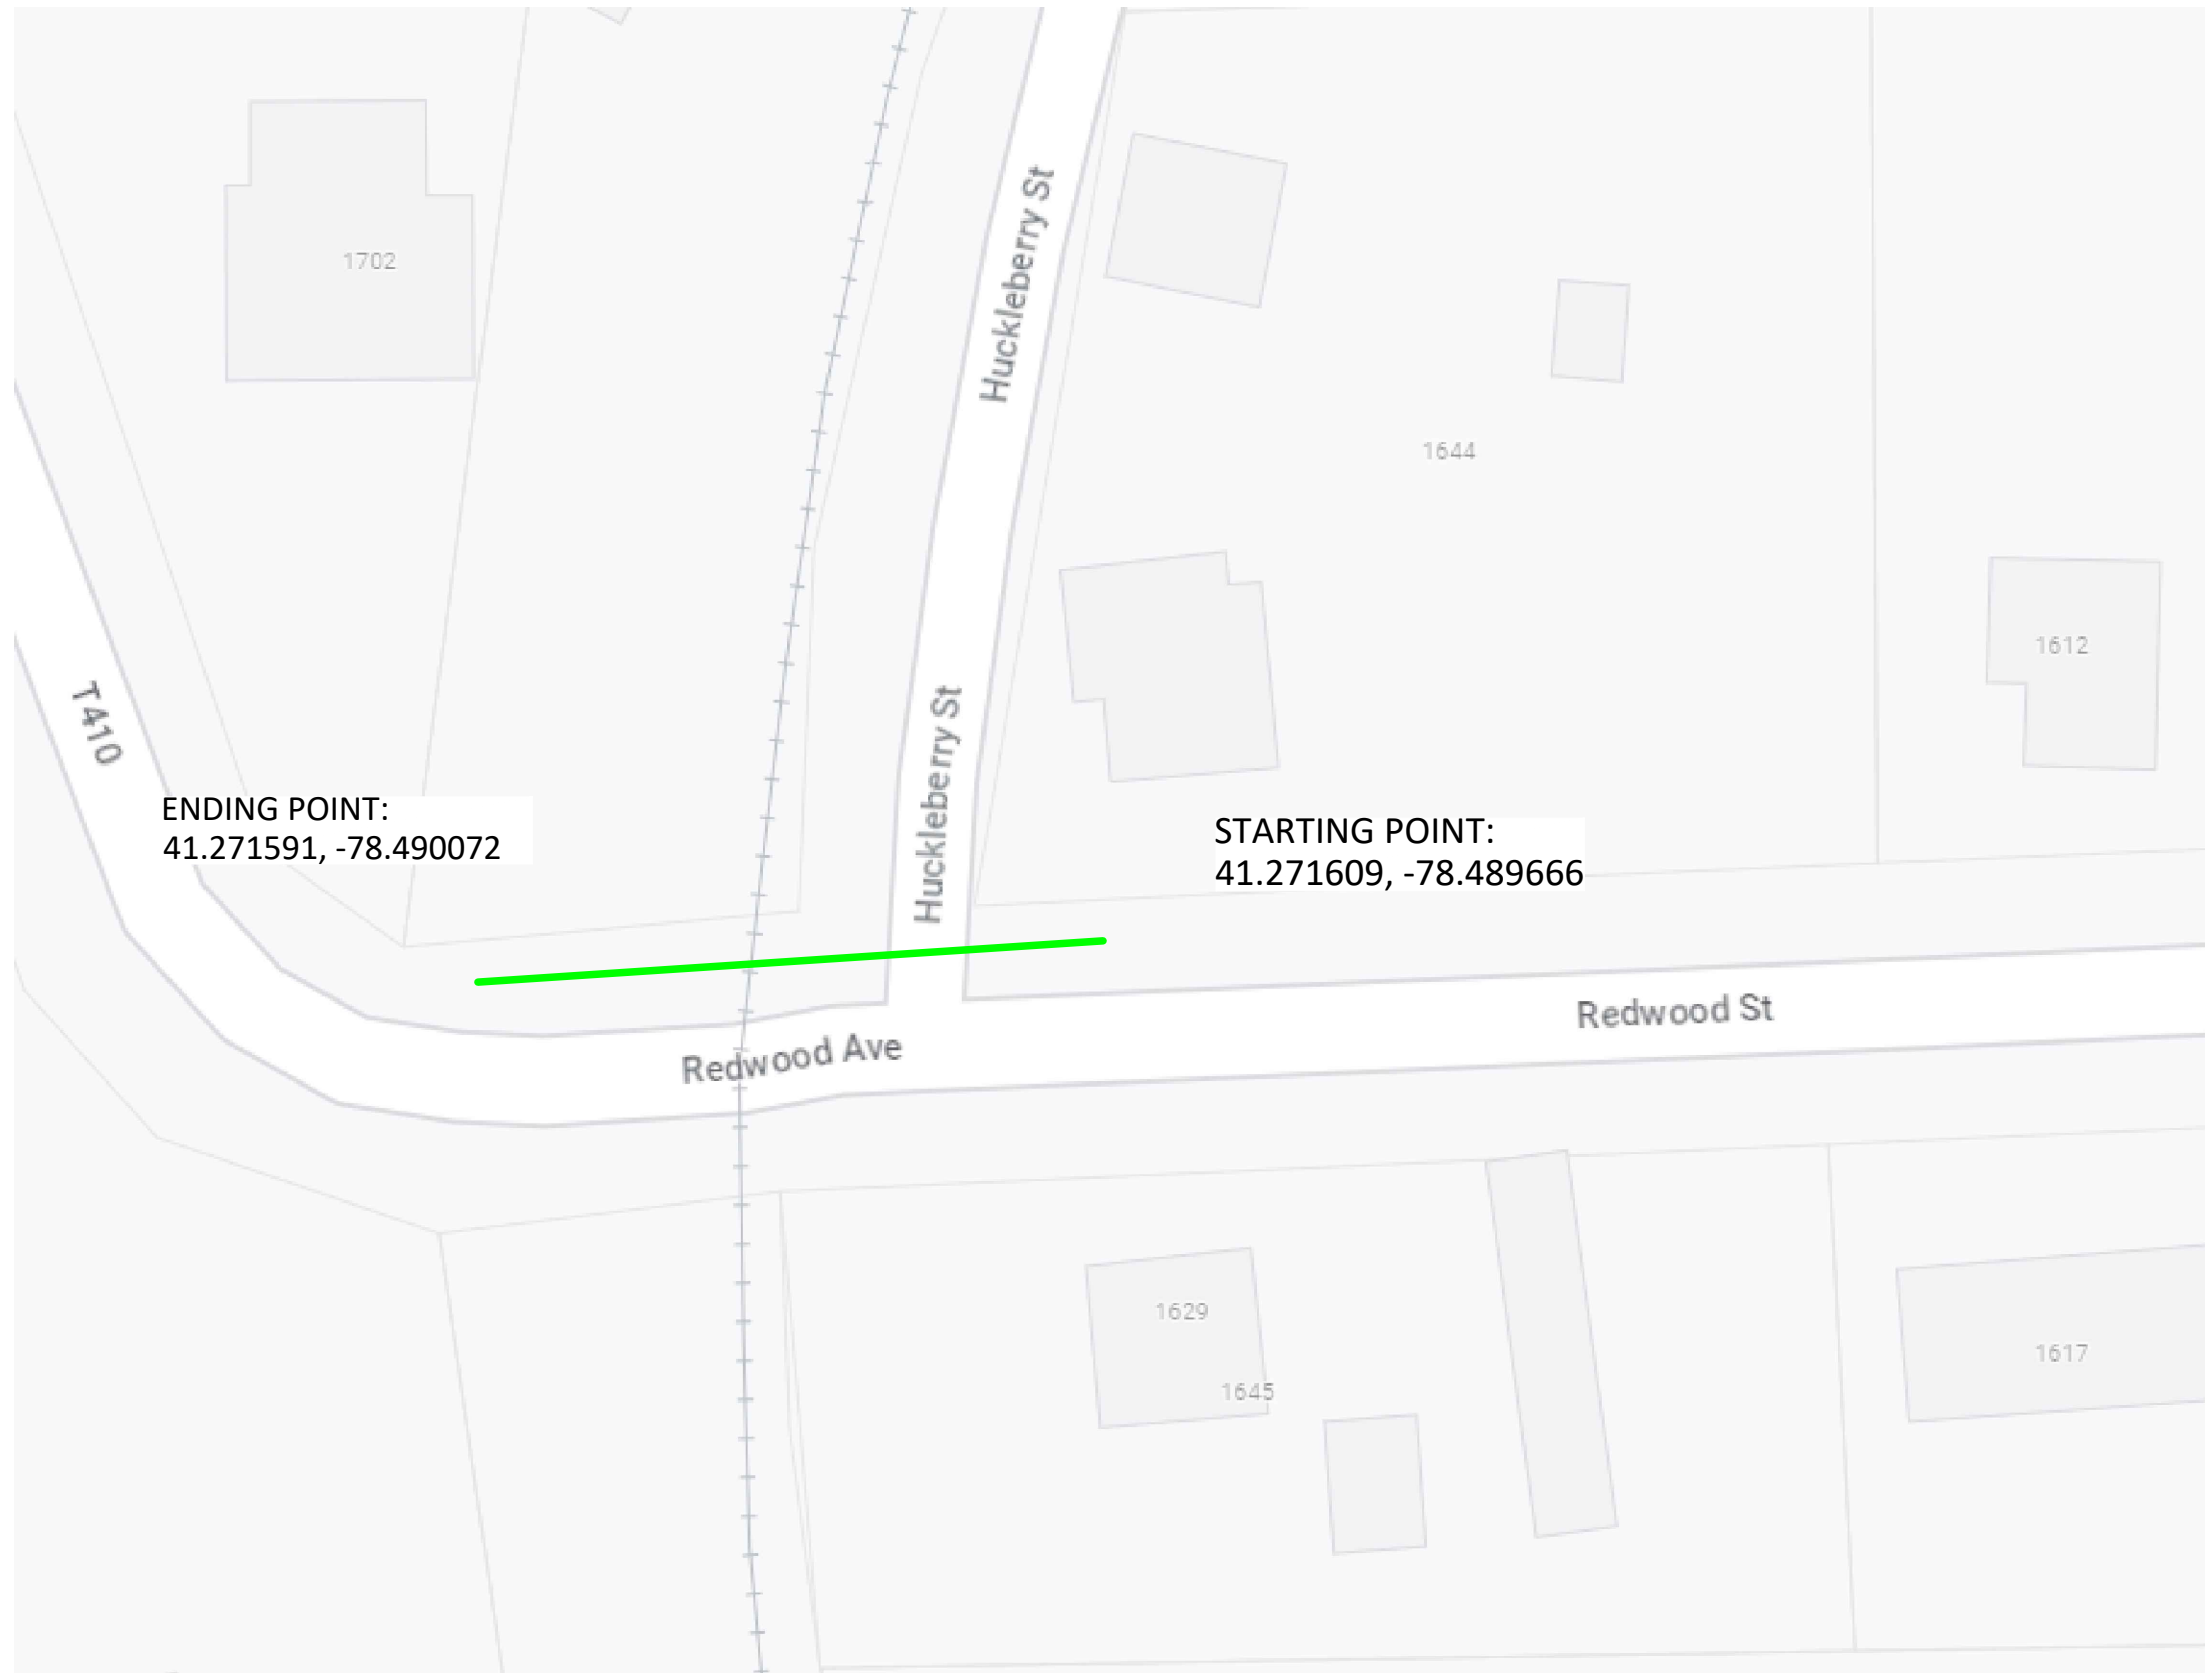 1702
Huckleberry St
1644
1612
Huckleberry St
T410
ENDING POINT:
41.271591, -78.490072
STARTING POINT:
41.271609, -78.489666
Redwood St
Redwood Ave
1629
1617
1645